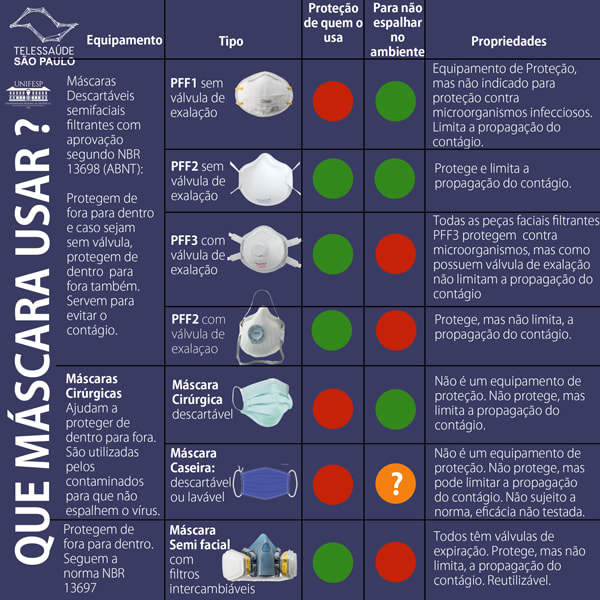 TELESSAÚDE
SÃO PAULO
UNIFESP
QUE MÁSCARA USAR ?
Equipamento
Tipo
Proteção
de quem o
usa
Para não
espalhar
no
ambiente
Propriedades
Máscaras
Descartáveis
semifaciais
filtrantes com
aprovação
segundo NBR
13698 (ABNT):
Protegem de
fora para dentro
e caso sejam
sem válvula,
protegem de
dentro para
fora também.
Servem para
evitar o
contágio.
PFF1 sem
válvula de
exalação
Equipamento de Proteção,
mas não indicado para
proteção contra
microorganismos infecciosos.
Limita a propagação do
contágio.
PFF2 sem
válvula de
exalação
Protege e limita a
propagação do contágio.
PFF3 com
válvula de
exalação
Todas as peças faciais filtrantes
PFF3 protegem contra
microorganismos, mas como
possuem válvula de exalação
não limitam a propagação do
contágio
PFF2 com
válvula de
exalaçao
Protege, mas não limita, a
propagação do contágio.
Máscaras
Cirúrgicas
Ajudam a
proteger de
dentro para fora.
São utilizadas
pelos
contaminados
para que não
espalhem o vírus.
Máscara
Cirúrgica
descartável
Não é um equipamento de
proteção. Não protege, mas
limita a propagação do
contágio.
Máscara
Caseira:
descartável
ou lavável
?
Não é um equipamento de
proteção. Não protege, mas
pode limitar a propagação
do contágio. Não sujeito a
norma, eficácia não testada.
Protegem de
fora para dentro.
Seguem a
norma NBR
13697
Máscara
Semi facial
com
filtros
intercambiáveis
Todos têm válvulas de
expiração. Protege, mas não
limita, a propagação do
contágio. Reutilizável.